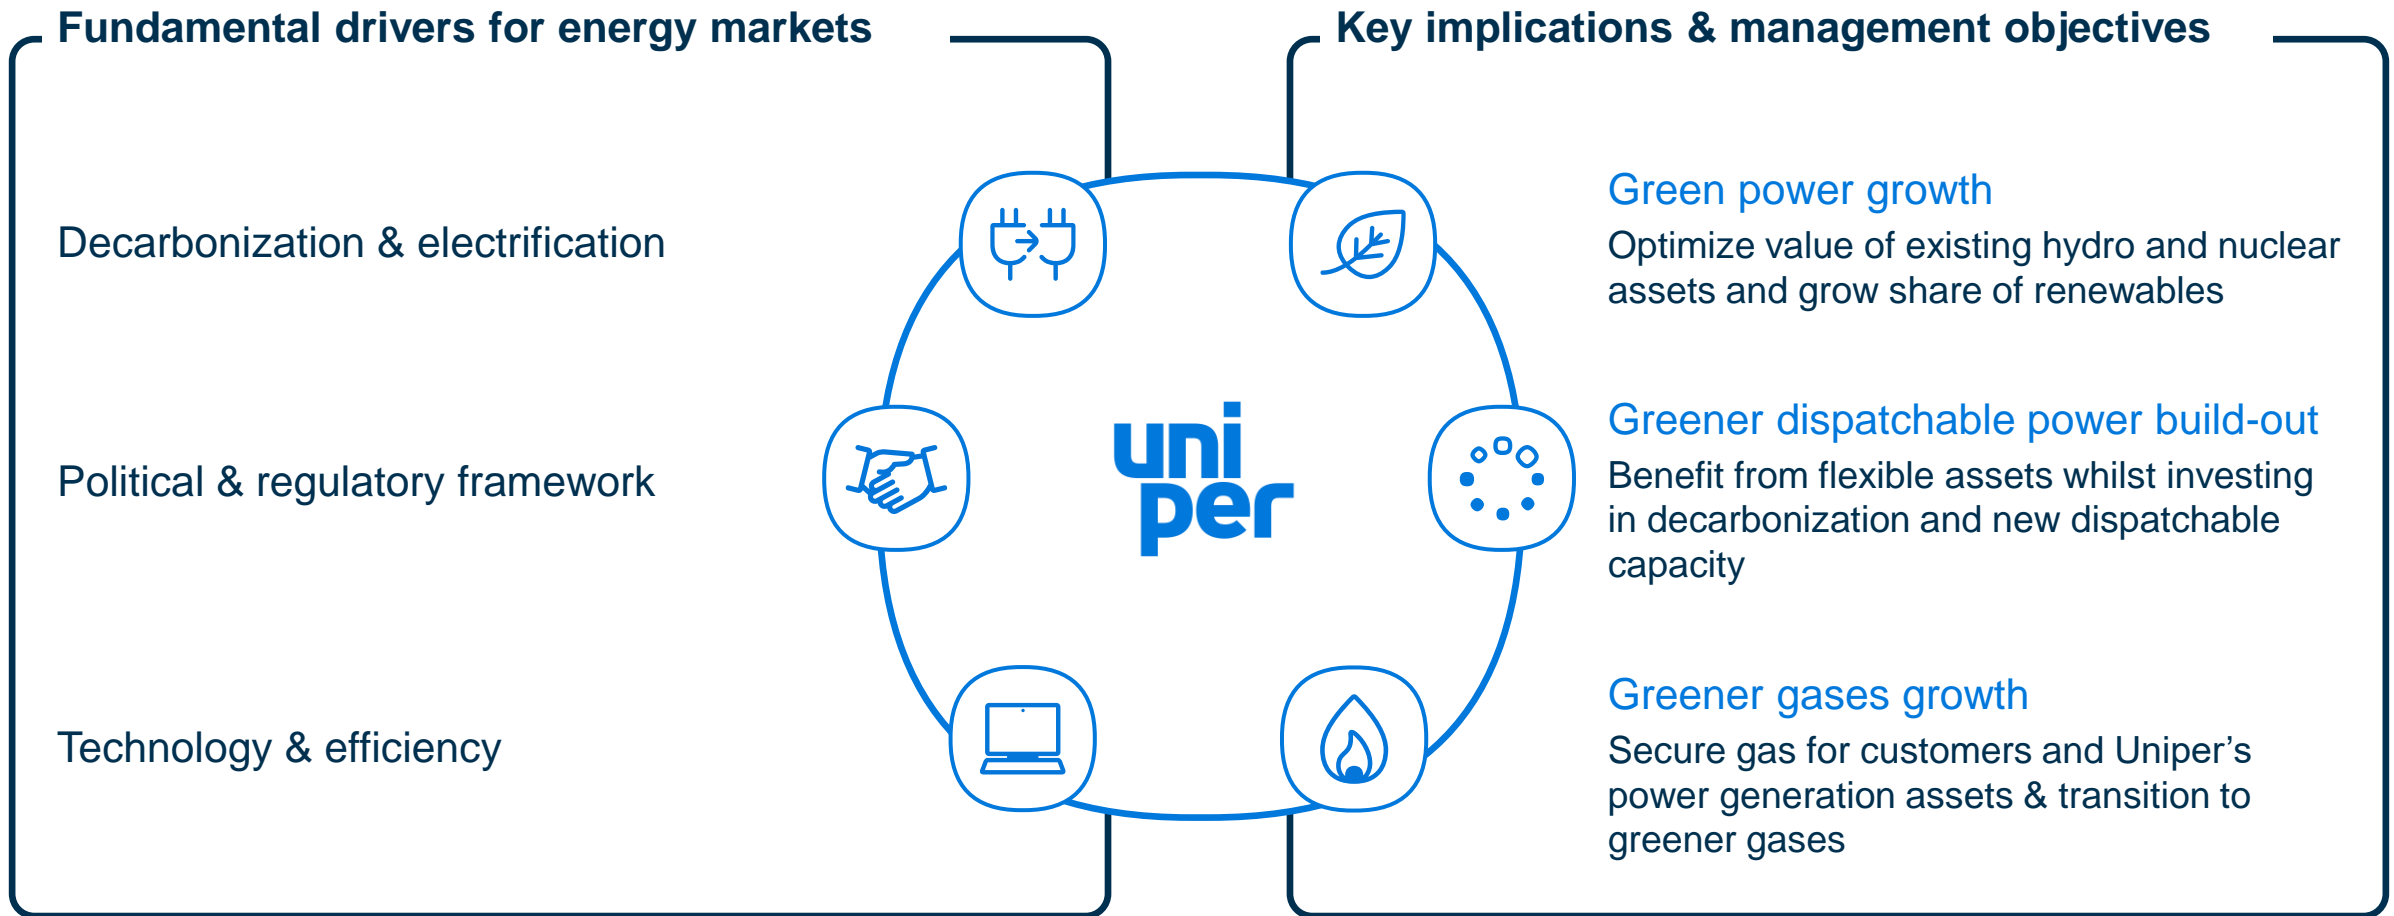 Fundamental drivers for energy markets
Decarbonization & electrification
Political & regulatory framework
Technology & efficiency
uni
per
Key implications & management objectives
Green power growth
Optimize value of existing hydro and nuclear
assets and grow share of renewables
Greener dispatchable power build-out
Benefit from flexible assets whilst investing
in decarbonization and new dispatchable
capacity
Greener gases growth
Secure gas for customers and Uniper’s
power generation assets & transition to
greener gases